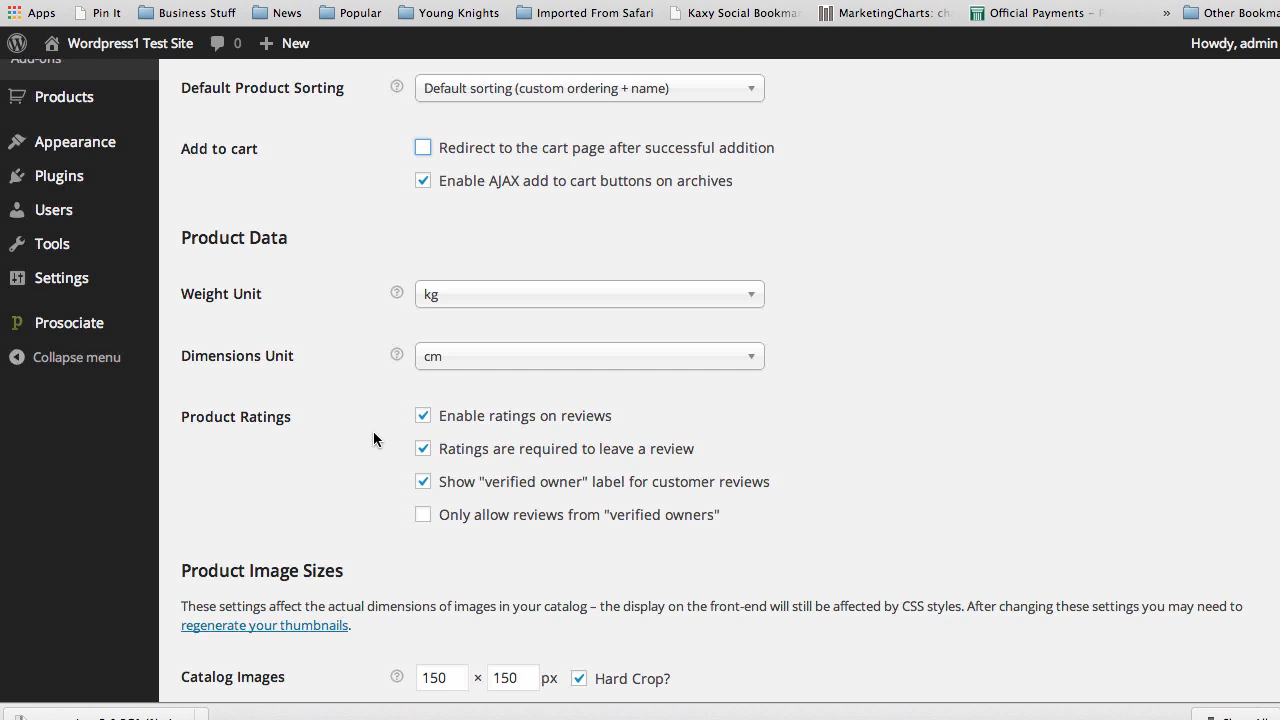 Apps Pin It Business Stuff News Popular Young Knights Imported From Safari Kaxy Social Bookma MarketingCharts: ch Official Payments – P » Other Bookma
Wordpress1 Test Site 0 New Howdy, admin
Add-ons
Products
Appearance
Plugins
Users
Tools
Settings
Prosociate
Collapse menu
Default Product Sorting ? Default sorting (custom ordering + name)
Add to cart Redirect to the cart page after successful addition
Enable AJAX add to cart buttons on archives
Product Data
Weight Unit ? kg
Dimensions Unit ? cm
Product Ratings Enable ratings on reviews
Ratings are required to leave a review
Show "verified owner" label for customer reviews
Only allow reviews from "verified owners"
Product Image Sizes
These settings affect the actual dimensions of images in your catalog – the display on the front-end will still be affected by CSS styles. After changing these settings you may need to
regenerate your thumbnails.
Catalog Images ? 150 × 150 px Hard Crop?